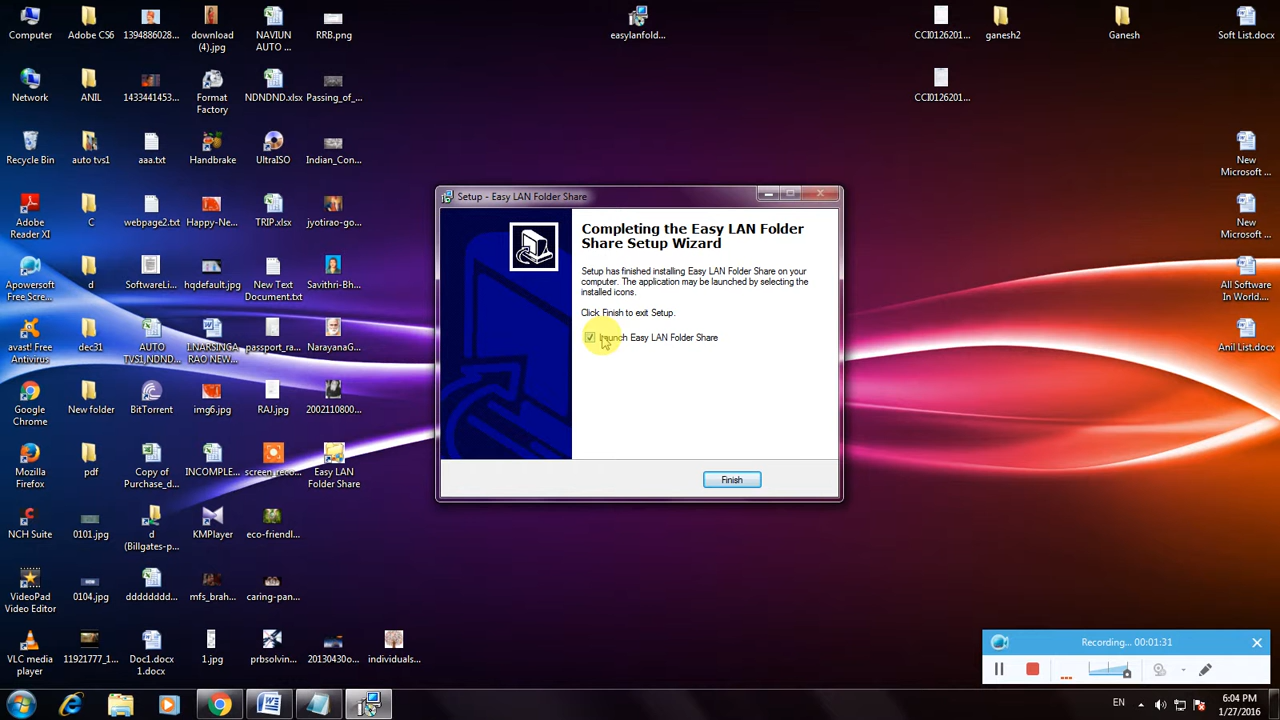 Computer
Adobe CS6
1394886028...
download
(4).jpg
NAVIUN
AUTO ...
RRB.png
easylanfold...
CCI0126201...
ganesh2
Ganesh
Soft List.docx
Network
ANIL
1433441453...
Format
Factory
NDNDND.xlsx
Passing_of_...
CCI0126201...
Recycle Bin
auto tvs1
aaa.txt
Handbrake
UltraISO
Indian_Con...
New
Microsoft ...
Adobe
Reader XI
C
webpage2.txt
Happy-Ne...
TRIP.xlsx
jyotirao-go...
New
Microsoft ...
Apowersoft
Free Scre...
d
SoftwareLi...
hqdefault.jpg
New Text
Document.txt
Savithri-Bh...
All Software
In World....
avast! Free
Antivirus
dec31
AUTO
TVS1,NDND...
I.NARSINGA
RAO NEW...
passport_ra...
NarayanaG...
Anil List.docx
Google
Chrome
New folder
BitTorrent
img6.jpg
RAJ.jpg
2002110800...
Mozilla
Firefox
pdf
Copy of
Purchase_d...
INCOMPLE...
screen_reco...
Easy LAN
Folder Share
NCH Suite
0101.jpg
d
(Billgates-p...
KMPlayer
eco-friendl...
VideoPad
Video Editor
0104.jpg
dddddddd...
mfs_brah...
caring-pan...
VLC media
player
11921777_1...
Doc1.docx
1.docx
1.jpg
prbsolvin...
20130430o...
individuals...
Setup - Easy LAN Folder Share
Completing the Easy LAN Folder
Share Setup Wizard
Setup has finished installing Easy LAN Folder Share on your
computer. The application may be launched by selecting the
installed icons.
Click Finish to exit Setup.
Launch Easy LAN Folder Share
Finish
Recording... 00:01:31
EN
6:04 PM
1/27/2016